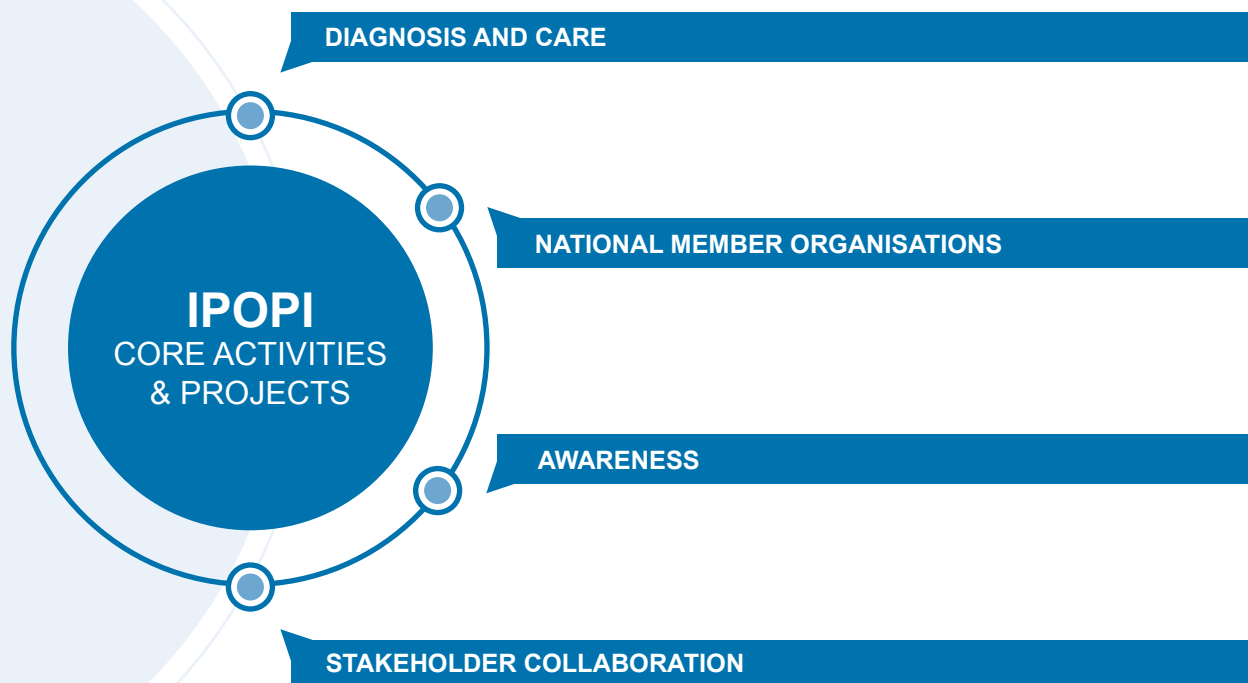 DIAGNOSIS AND CARE
NATIONAL MEMBER ORGANISATIONS
IPOPI
CORE ACTIVITIES
& PROJECTS
AWARENESS
STAKEHOLDER COLLABORATION